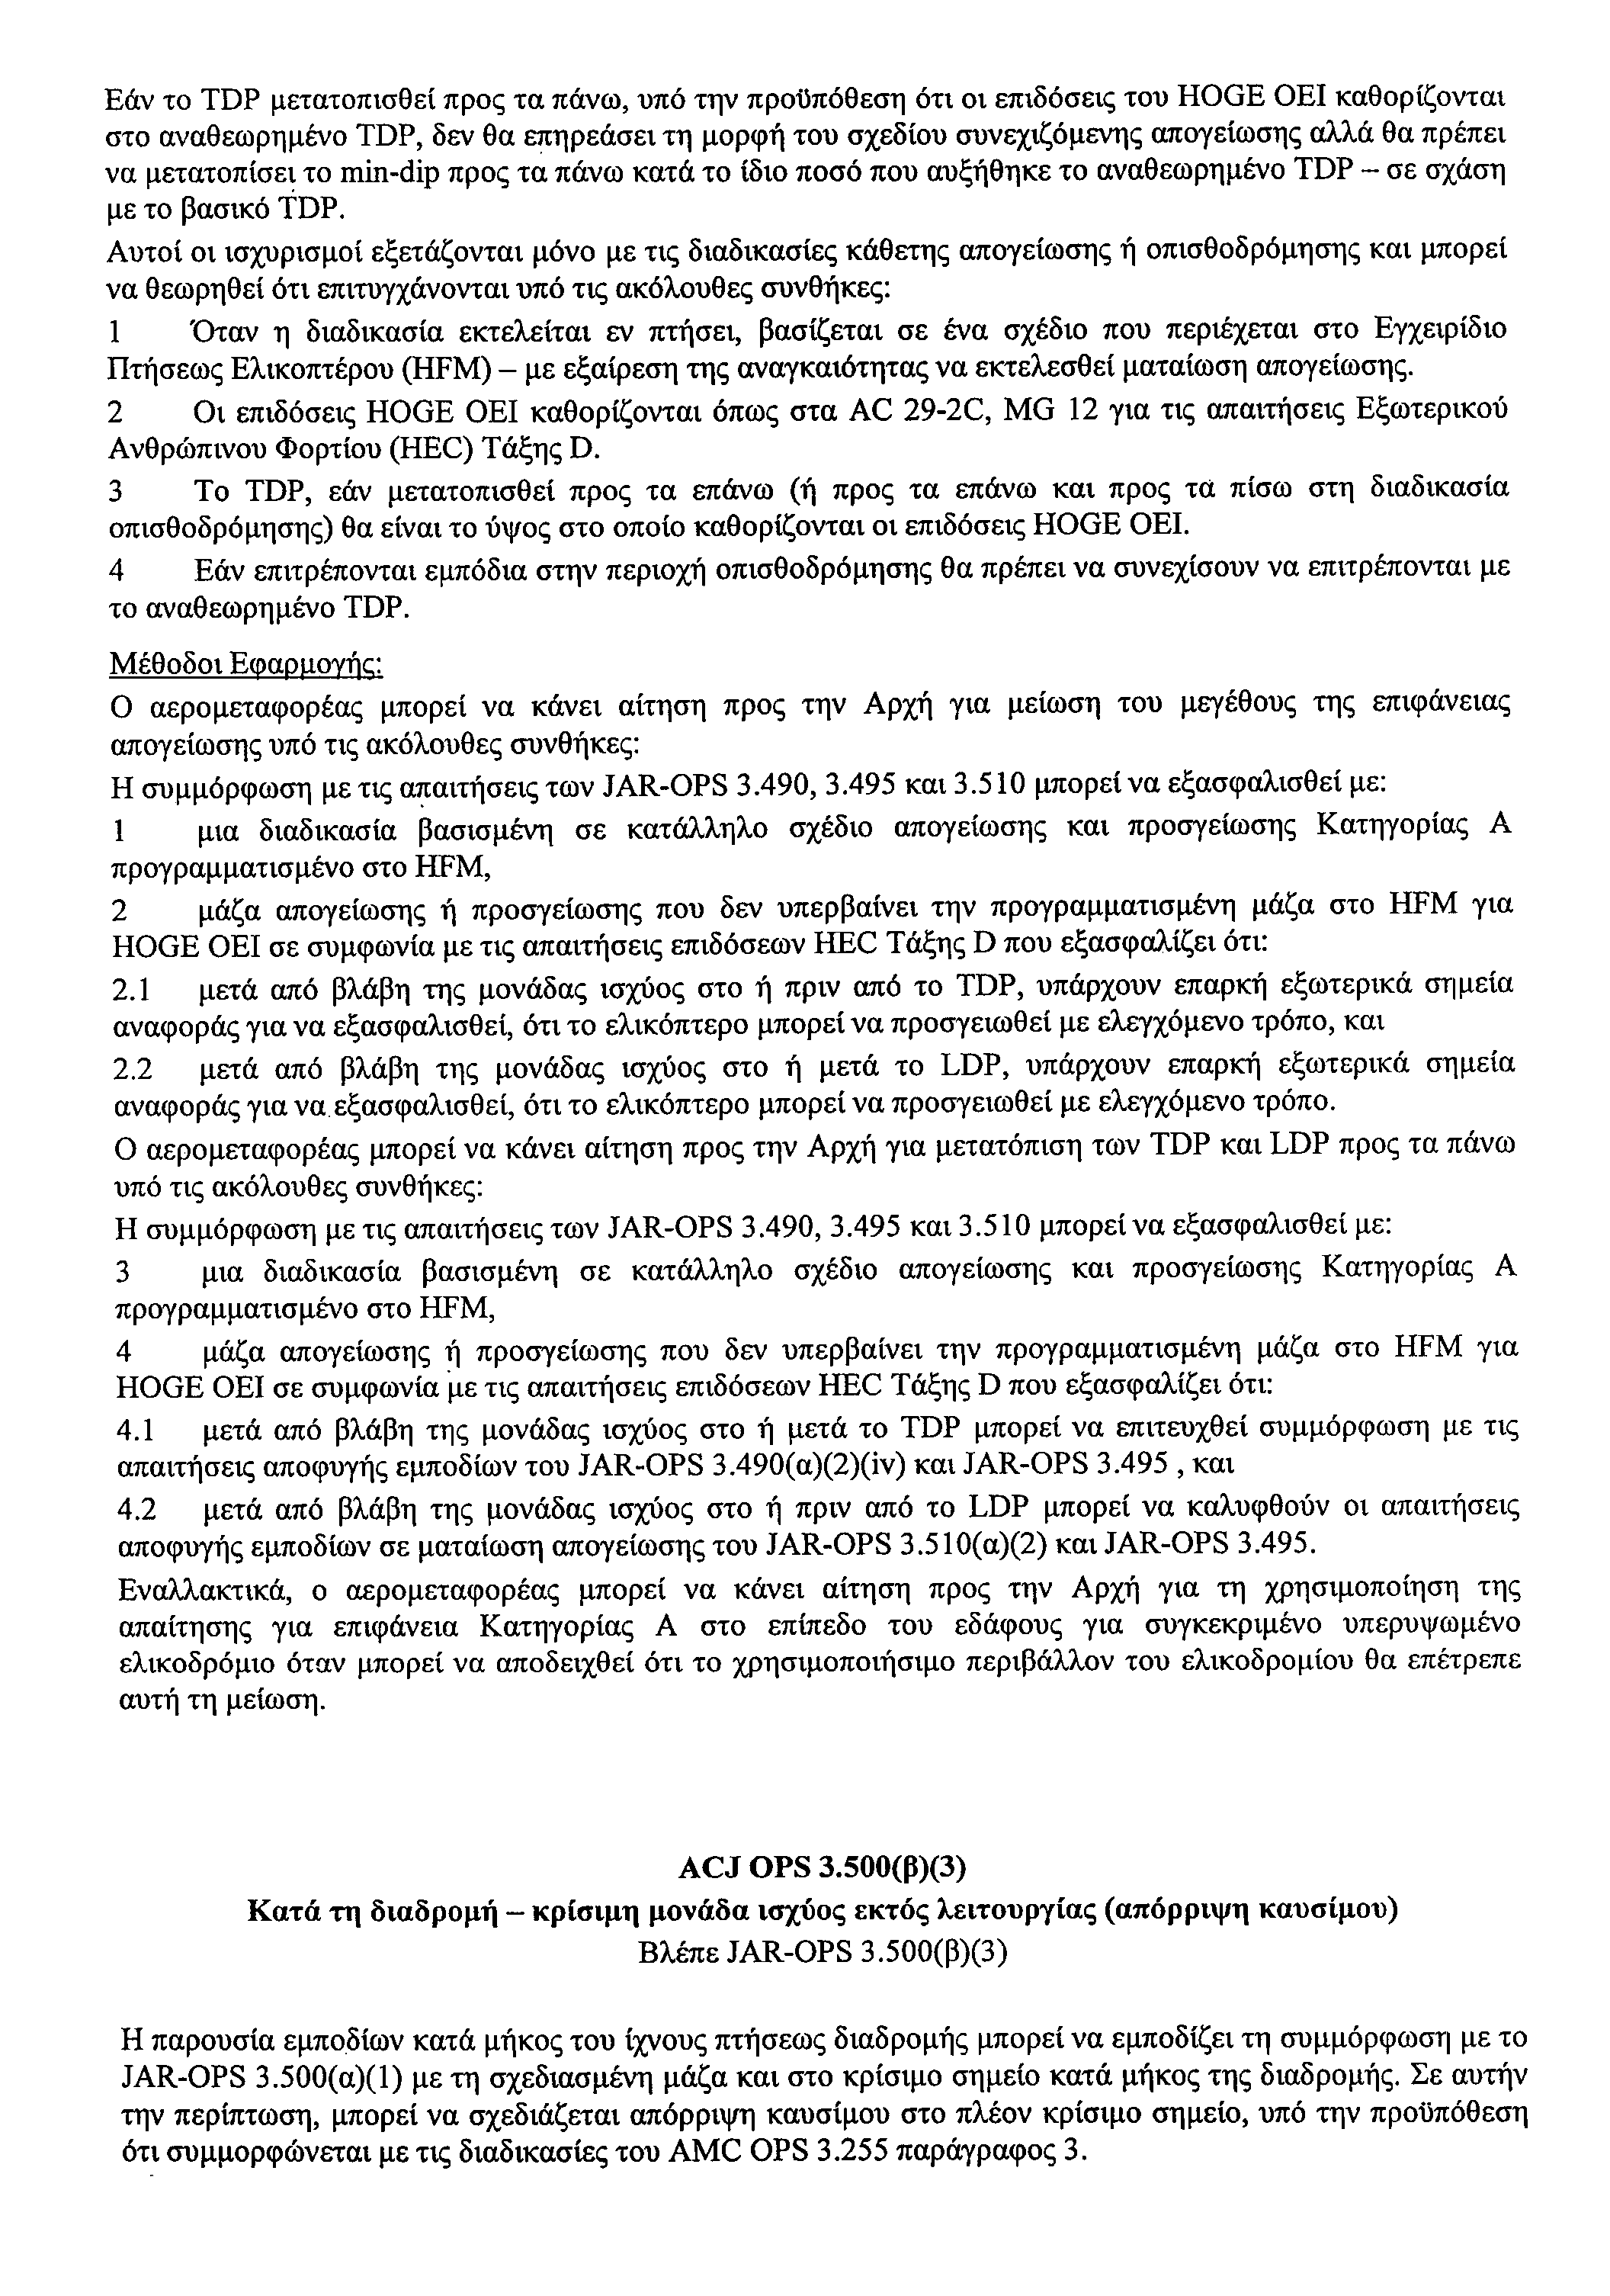 Εάν το TDP μετατοπισθεί προς τα πάνω, υπό την προϋπόθεση ότι οι επιδόσεις του HOGE OEI καθορίζονται
στο αναθεωρημένο TDP, δεν θα επηρεάσει τη μορφή του σχεδίου συνεχιζόμενης απογείωσης αλλά θα πρέπει
να μετατοπίσει το min-dip προς τα πάνω κατά το ίδιο ποσό που αυξήθηκε το αναθεωρημένο TDP – σε σχάση
με το βασικό TDP.
Αυτοί οι ισχυρισμοί εξετάζονται μόνο με τις διαδικασίες κάθετης απογείωσης ή οπισθοδρόμησης και μπορεί
να θεωρηθεί ότι επιτυγχάνονται υπό τις ακόλουθες συνθήκες:
1 Όταν η διαδικασία εκτελείται εν πτήσει, βασίζεται σε ένα σχέδιο που περιέχεται στο Εγχειρίδιο
Πτήσεως Ελικοπτέρου (HFM) – με εξαίρεση της αναγκαιότητας να εκτελεσθεί ματαίωση απογείωσης.
2 Οι επιδόσεις HOGE OEI καθορίζονται όπως στα AC 29-2C, MG 12 για τις απαιτήσεις Εξωτερικού
Ανθρώπινου Φορτίου (HEC) Τάξης D.
3 Το TDP, εάν μετατοπισθεί προς τα επάνω (ή προς τα επάνω και προς τα πίσω στη διαδικασία
οπισθοδρόμησης) θα είναι το ύψος στο οποίο καθορίζονται οι επιδόσεις HOGE OEI.
4 Εάν επιτρέπονται εμπόδια στην περιοχή οπισθοδρόμησης θα πρέπει να συνεχίσουν να επιτρέπονται με
το αναθεωρημένο TDP.
Μέθοδοι Εφαρμογής:
Ο αερομεταφορέας μπορεί να κάνει αίτηση προς την Αρχή για μείωση του μεγέθους της επιφάνειας
απογείωσης υπό τις ακόλουθες συνθήκες:
Η συμμόρφωση με τις απαιτήσεις των JAR-OPS 3.490, 3.495 και 3.510 μπορεί να εξασφαλισθεί με:
1 μια διαδικασία βασισμένη σε κατάλληλο σχέδιο απογείωσης και προσγείωσης Κατηγορίας Α
προγραμματισμένο στο HFM,
2 μάζα απογείωσης ή προσγείωσης που δεν υπερβαίνει την προγραμματισμένη μάζα στο HFM για
HOGE OEI σε συμφωνία με τις απαιτήσεις επιδόσεων HEC Τάξης D που εξασφαλίζει ότι:
2.1 μετά από βλάβη της μονάδας ισχύος στο ή πριν από το TDP, υπάρχουν επαρκή εξωτερικά σημεία
αναφοράς για να εξασφαλισθεί, ότι το ελικόπτερο μπορεί να προσγειωθεί με ελεγχόμενο τρόπο, και
2.2 μετά από βλάβη της μονάδας ισχύος στο ή μετά το LDP, υπάρχουν επαρκή εξωτερικά σημεία
αναφοράς για να εξασφαλισθεί, ότι το ελικόπτερο μπορεί να προσγειωθεί με ελεγχόμενο τρόπο.
Ο αερομεταφορέας μπορεί να κάνει αίτηση προς την Αρχή για μετατόπιση των TDP και LDP προς τα πάνω
υπό τις ακόλουθες συνθήκες:
Η συμμόρφωση με τις απαιτήσεις των JAR-OPS 3.490, 3.495 και 3.510 μπορεί να εξασφαλισθεί με:
3 μια διαδικασία βασισμένη σε κατάλληλο σχέδιο απογείωσης και προσγείωσης Κατηγορίας Α
προγραμματισμένο στο HFM,
4 μάζα απογείωσης ή προσγείωσης που δεν υπερβαίνει την προγραμματισμένη μάζα στο HFM για
HOGE OEI σε συμφωνία με τις απαιτήσεις επιδόσεων HEC Τάξης D που εξασφαλίζει ότι:
4.1 μετά από βλάβη της μονάδας ισχύος στο ή μετά το TDP μπορεί να επιτευχθεί συμμόρφωση με τις
απαιτήσεις αποφυγής εμποδίων του JAR-OPS 3.490(α)(2)(iv) και JAR-OPS 3.495 , και
4.2 μετά από βλάβη της μονάδας ισχύος στο ή πριν από το LDP μπορεί να καλυφθούν οι απαιτήσεις
αποφυγής εμποδίων σε ματαίωση απογείωσης του JAR-OPS 3.510(α)(2) και JAR-OPS 3.495.
Εναλλακτικά, ο αερομεταφορέας μπορεί να κάνει αίτηση προς την Αρχή για τη χρησιμοποίηση της
απαίτησης για επιφάνεια Κατηγορίας Α στο επίπεδο του εδάφους για συγκεκριμένο υπερυψωμένο
ελικοδρόμιο όταν μπορεί να αποδειχθεί ότι το χρησιμοποιήσιμο περιβάλλον του ελικοδρομίου θα επέτρεπε
αυτή τη μείωση.
ACJ OPS 3.500(β)(3)
Κατά τη διαδρομή – κρίσιμη μονάδα ισχύος εκτός λειτουργίας (απόρριψη καυσίμου)
Βλέπε JAR-OPS 3.500(β)(3)
Η παρουσία εμποδίων κατά μήκος του ίχνους πτήσεως διαδρομής μπορεί να εμποδίζει τη συμμόρφωση με το
JAR-OPS 3.500(α)(1) με τη σχεδιασμένη μάζα και στο κρίσιμο σημείο κατά μήκος της διαδρομής. Σε αυτήν
την περίπτωση, μπορεί να σχεδιάζεται απόρριψη καυσίμου στο πλέον κρίσιμο σημείο, υπό την προϋπόθεση
ότι συμμορφώνεται με τις διαδικασίες του AMC OPS 3.255 παράγραφος 3.